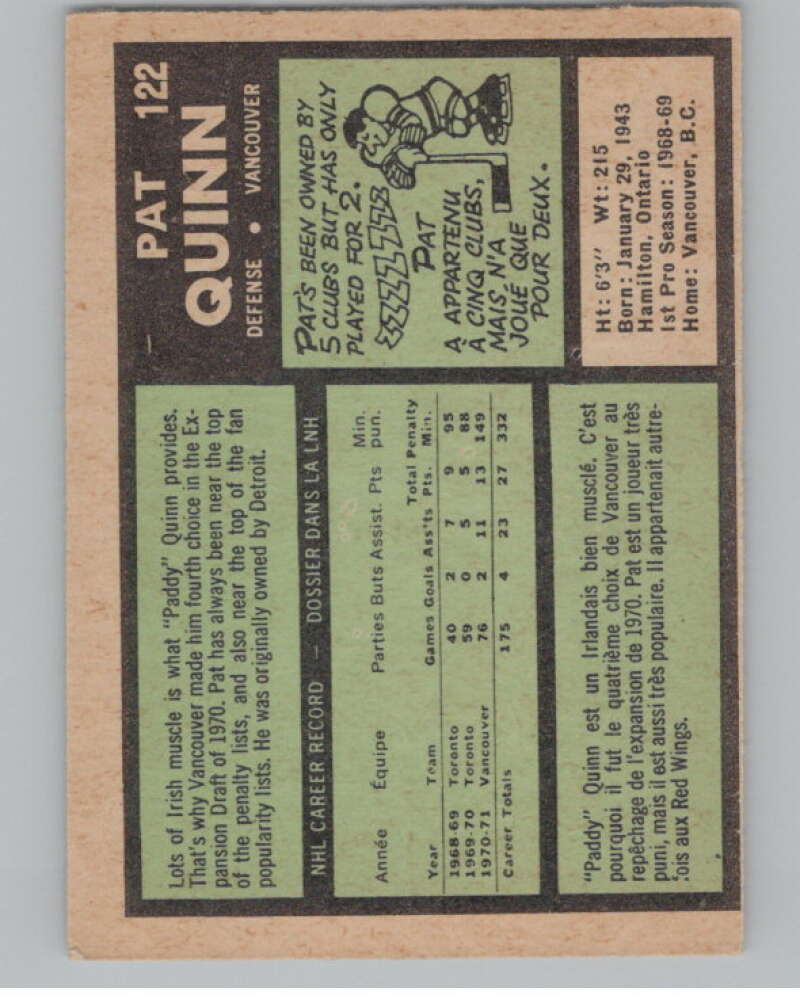 PAT 122
QUINN
DEFENSE • VANCOUVER
PAT'S BEEN OWNED BY
5 CLUBS BUT HAS ONLY
PLAYED FOR 2.
PAT
A APPARTENU
À CINQ CLUBS,
MAIS N'A
JOUÉ QUE
POUR DEUX.
Ht: 6'3" Wt: 215
Born: January 29, 1943
Hamilton, Ontario
1st Pro Season: 1968-69
Home: Vancouver, B.C.
Lots of Irish muscle is what "Paddy" Quinn provides.
That's why Vancouver made him fourth choice in the Ex-
pansion Draft of 1970. Pat has always been near the top
of the penalty lists, and also near the top of the fan
popularity lists. He was originally owned by Detroit.
NHL CAREER RECORD — DOSSIER DANS LA LNH
Année Équipe Parties Buts Assist. Pts Min. pun.
Year Team Games Goals Ass'ts Total Pts. Penalty Min.
1968-69 Toronto 40 2 7 9 95
1969-70 Toronto 59 0 5 5 88
1970-71 Vancouver 76 2 11 13 149
Career Totals 175 4 23 27 332
"Paddy" Quinn est un Irlandais bien musclé. C'est
pourquoi il fut le quatrième choix de Vancouver au
repêchage de l'expansion de 1970. Pat est un joueur très
puni, mais il est aussi très populaire. Il appartenait autre-
fois aux Red Wings.